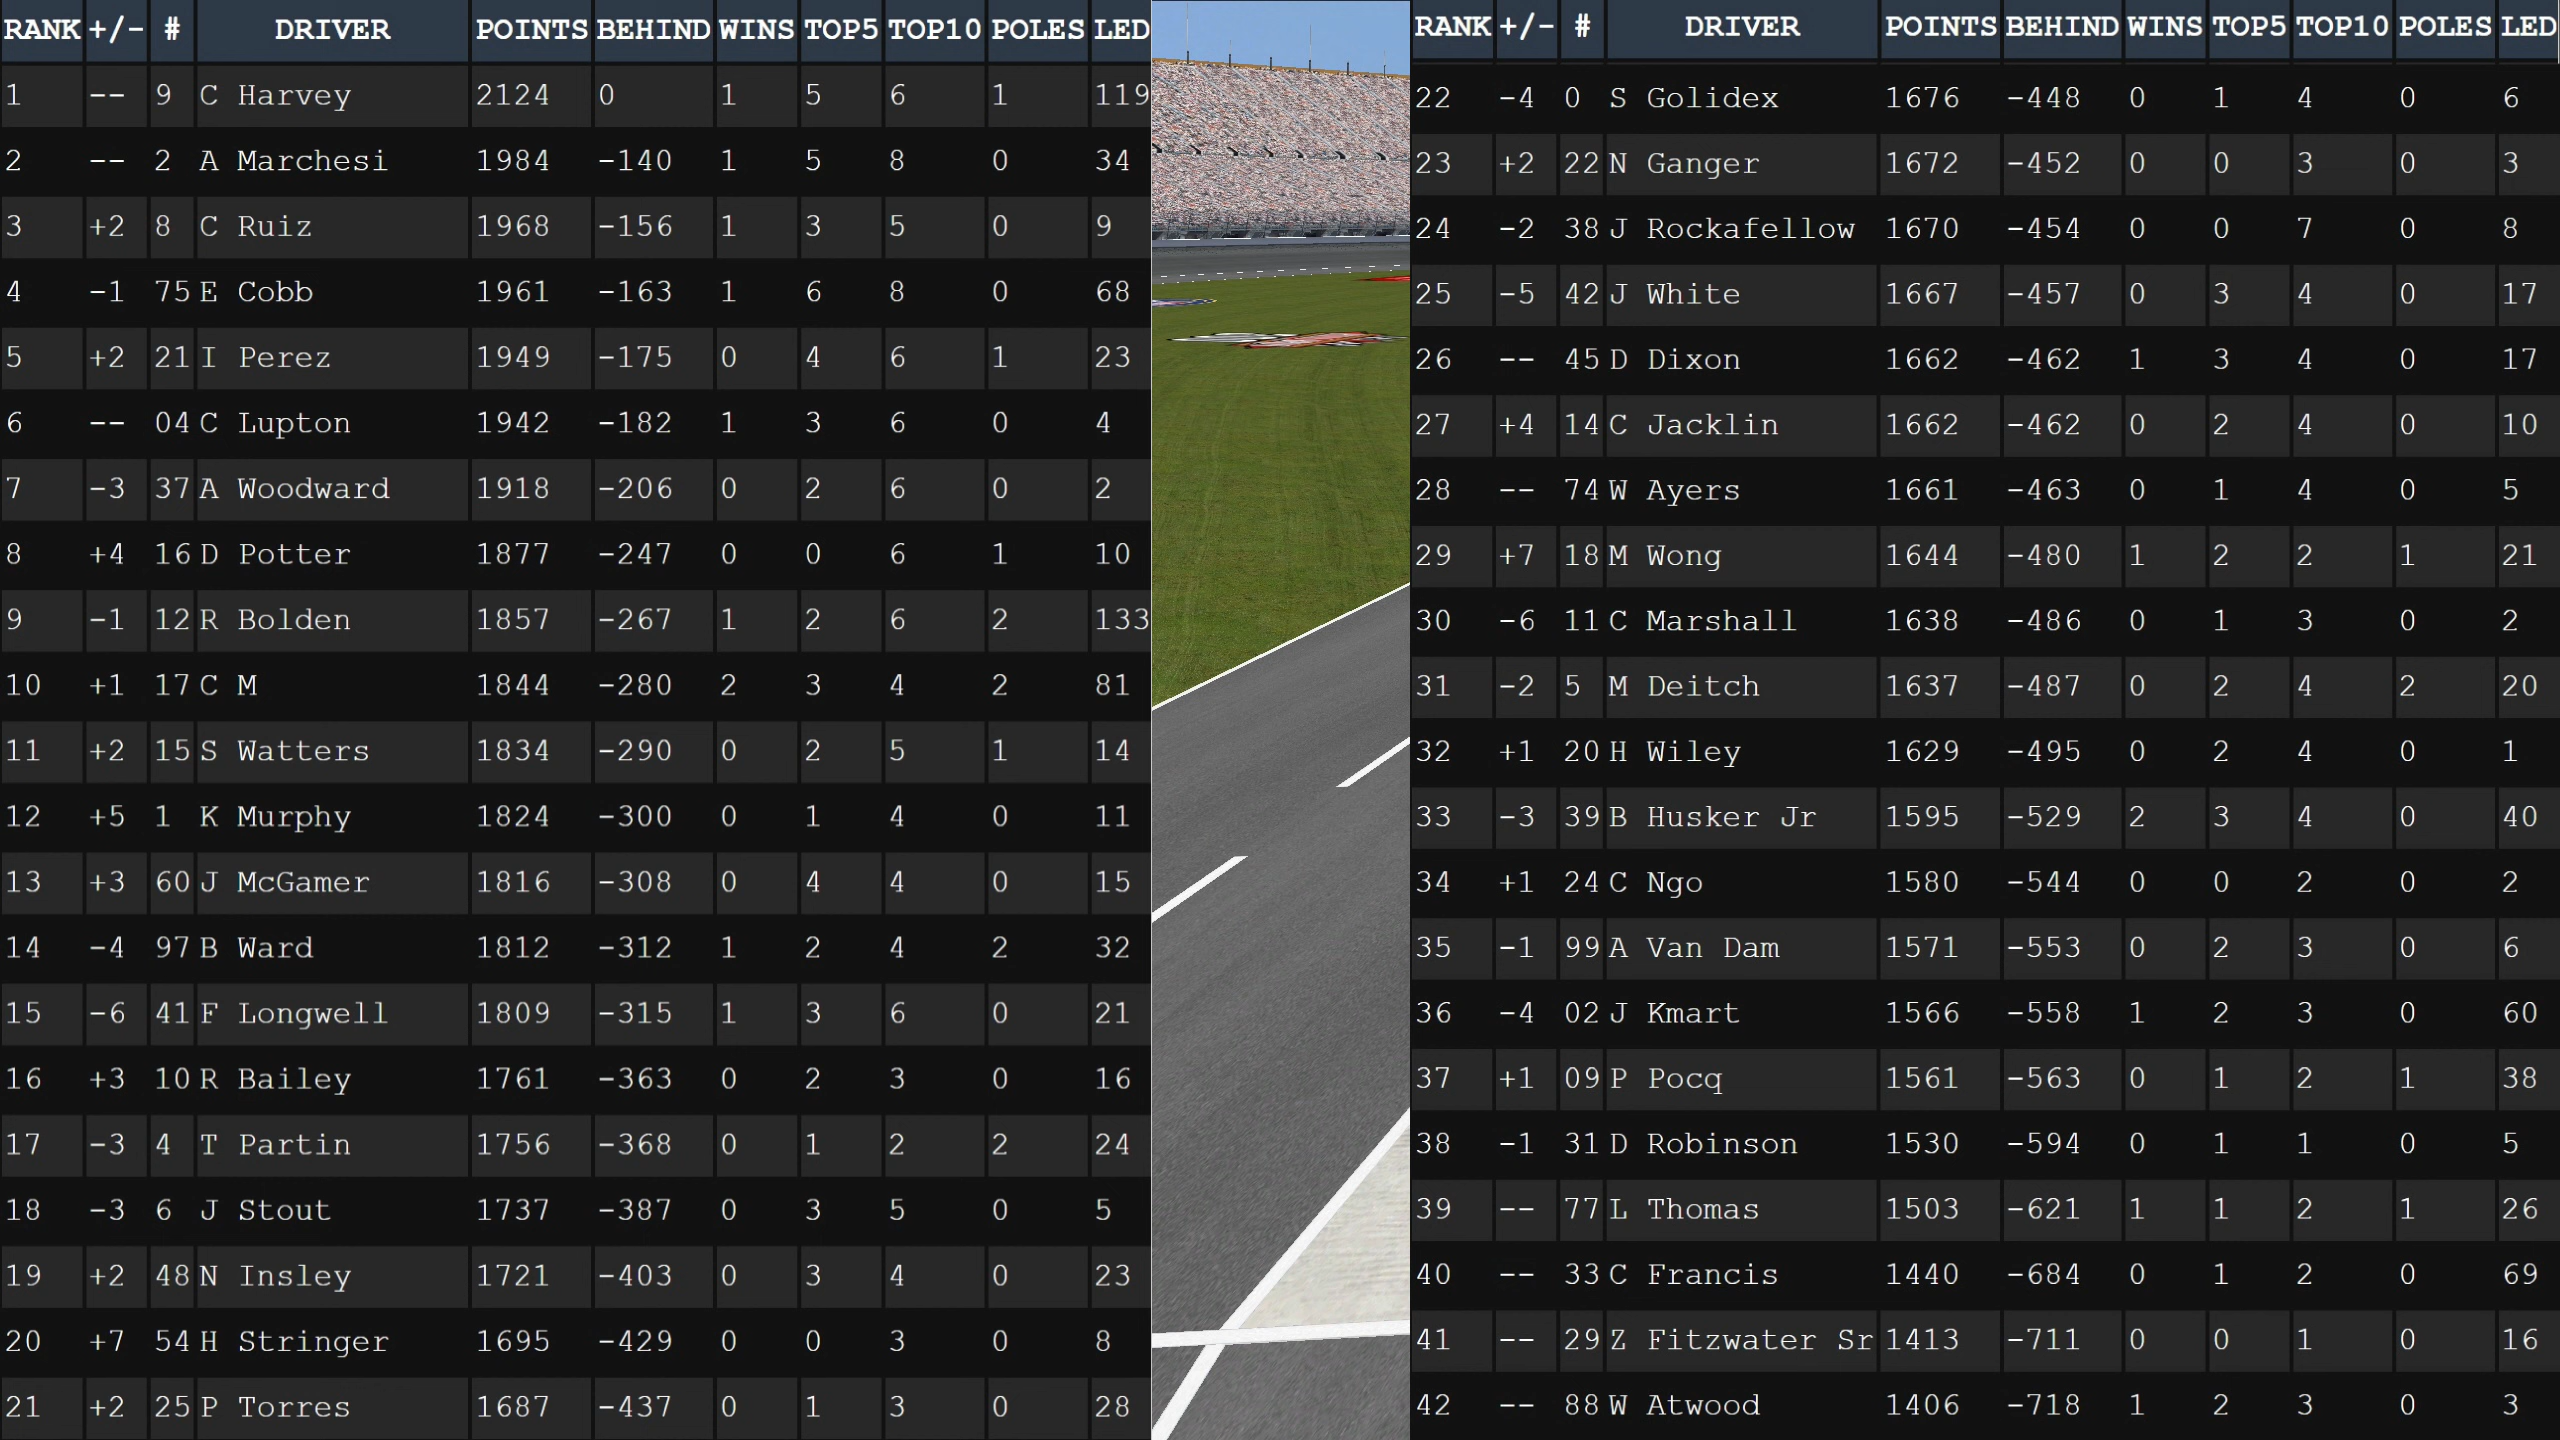 RANK +/- # DRIVER POINTS BEHIND WINS TOP5 TOP10 POLES LED
1 -- 9 C Harvey 2124 0 1 5 6 1 119
2 -- 2 A Marchesi 1984 -140 1 5 8 0 34
3 +2 8 C Ruiz 1968 -156 1 3 5 0 9
4 -1 75 E Cobb 1961 -163 1 6 8 0 68
5 +2 21 I Perez 1949 -175 0 4 6 1 23
6 -- 04 C Lupton 1942 -182 1 3 6 0 4
7 -3 37 A Woodward 1918 -206 0 2 6 0 2
8 +4 16 D Potter 1877 -247 0 0 6 1 10
9 -1 12 R Bolden 1857 -267 1 2 6 2 133
10 +1 17 C M 1844 -280 2 3 4 2 81
11 +2 15 S Watters 1834 -290 0 2 5 1 14
12 +5 1 K Murphy 1824 -300 0 1 4 0 11
13 +3 60 J McGamer 1816 -308 0 4 4 0 15
14 -4 97 B Ward 1812 -312 1 2 4 2 32
15 -6 41 F Longwell 1809 -315 1 3 6 0 21
16 +3 10 R Bailey 1761 -363 0 2 3 0 16
17 -3 4 T Partin 1756 -368 0 1 2 2 24
18 -3 6 J Stout 1737 -387 0 3 5 0 5
19 +2 48 N Insley 1721 -403 0 3 4 0 23
20 +7 54 H Stringer 1695 -429 0 0 3 0 8
21 +2 25 P Torres 1687 -437 0 1 3 0 28
RANK +/- # DRIVER POINTS BEHIND WINS TOP5 TOP10 POLES LED
22 -4 0 S Golidex 1676 -448 0 1 4 0 6
23 +2 22 N Ganger 1672 -452 0 0 3 0 3
24 -2 38 J Rockafellow 1670 -454 0 0 7 0 8
25 -5 42 J White 1667 -457 0 3 4 0 17
26 -- 45 D Dixon 1662 -462 1 3 4 0 17
27 +4 14 C Jacklin 1662 -462 0 2 4 0 10
28 -- 74 W Ayers 1661 -463 0 1 4 0 5
29 +7 18 M Wong 1644 -480 1 2 2 1 21
30 -6 11 C Marshall 1638 -486 0 1 3 0 2
31 -2 5 M Deitch 1637 -487 0 2 4 2 20
32 +1 20 H Wiley 1629 -495 0 2 4 0 1
33 -3 39 B Husker Jr 1595 -529 2 3 4 0 40
34 +1 24 C Ngo 1580 -544 0 0 2 0 2
35 -1 99 A Van Dam 1571 -553 0 2 3 0 6
36 -4 02 J Kmart 1566 -558 1 2 3 0 60
37 +1 09 P Pocq 1561 -563 0 1 2 1 38
38 -1 31 D Robinson 1530 -594 0 1 1 0 5
39 -- 77 L Thomas 1503 -621 1 1 2 1 26
40 -- 33 C Francis 1440 -684 0 1 2 0 69
41 -- 29 Z Fitzwater Sr 1413 -711 0 0 1 0 16
42 -- 88 W Atwood 1406 -718 1 2 3 0 3